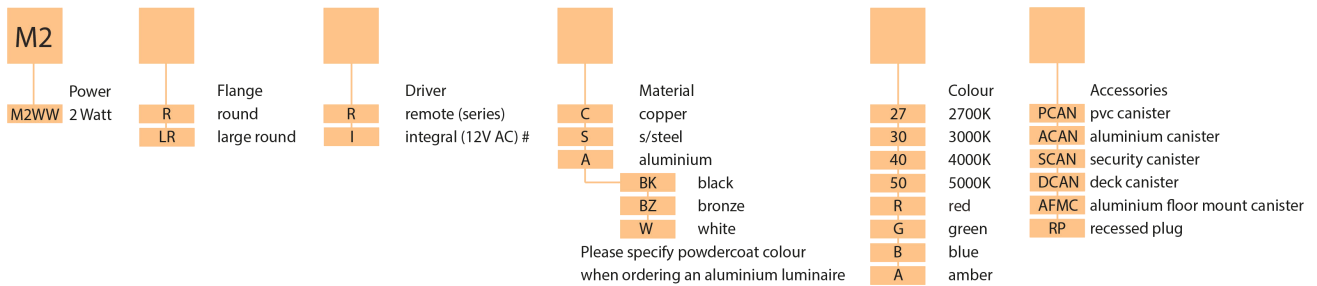 M2
Power
M2WW 2 Watt
Flange
R round
LR large round
Driver
R remote (series)
I integral (12V AC) #
Material
C copper
S s/steel
A aluminium
BK black
BZ bronze
W white
Please specify powdercoat colour
when ordering an aluminium luminaire
Colour
27 2700K
30 3000K
40 4000K
50 5000K
R red
G green
B blue
A amber
Accessories
PCAN pvc canister
ACAN aluminium canister
SCAN security canister
DCAN deck canister
AFMC aluminium floor mount canister
RP recessed plug